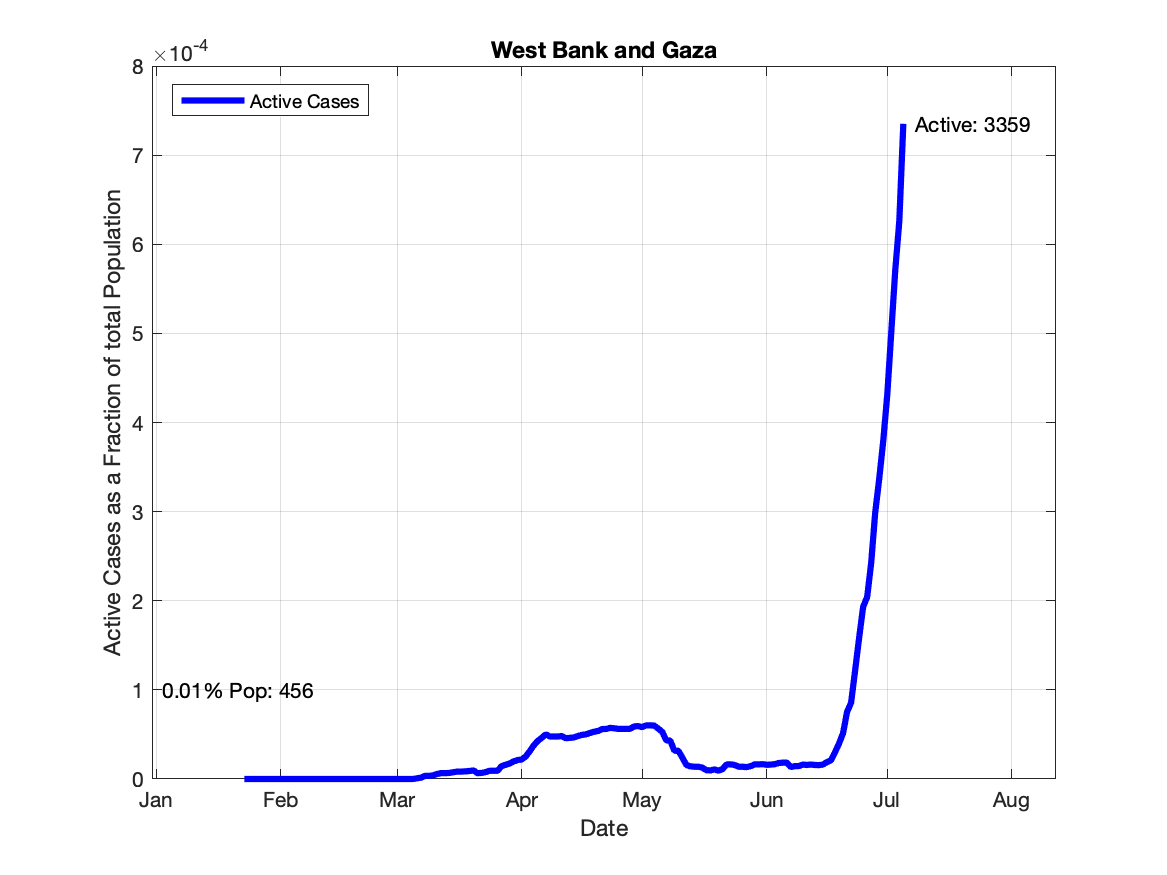 West Bank and Gaza
×10-4
Active Cases
Active: 3359
8
7
6
5
4
3
2
1
0
0.01% Pop: 456
Active Cases as a Fraction of total Population
Jan Feb Mar Apr May Jun Jul Aug
Date